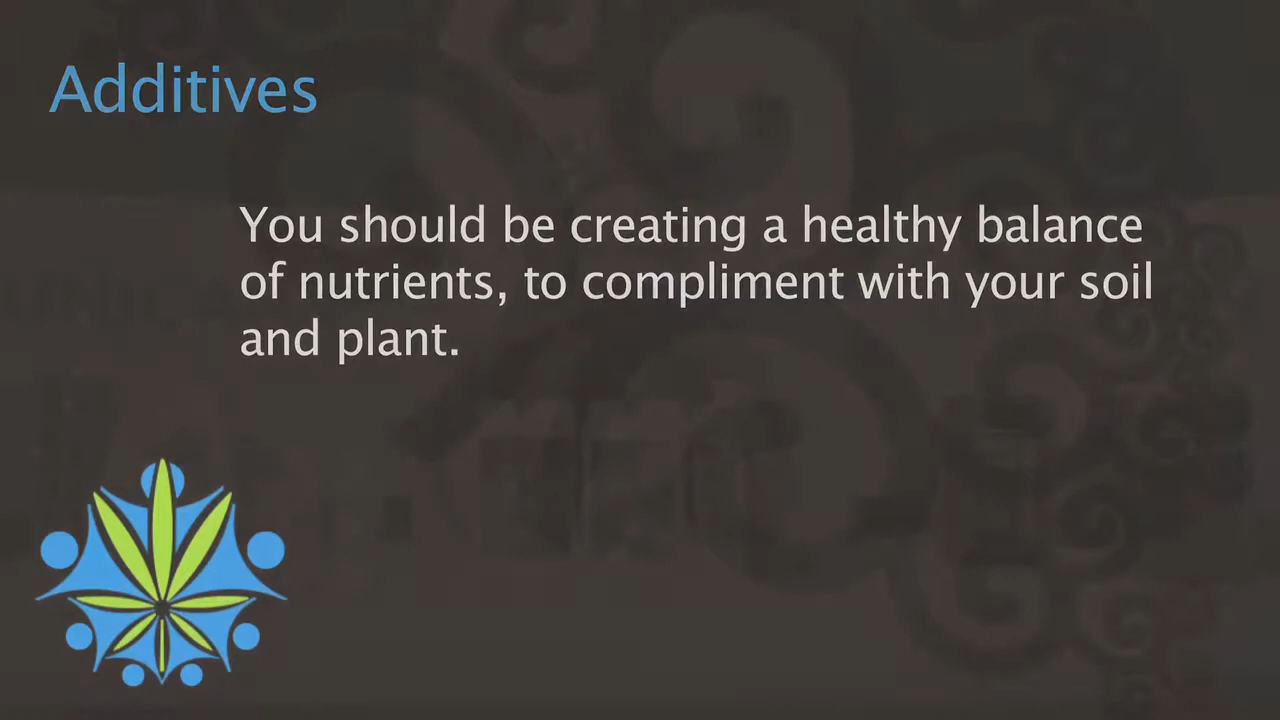 Additives
You should be creating a healthy balance
of nutrients, to compliment with your soil
and plant.